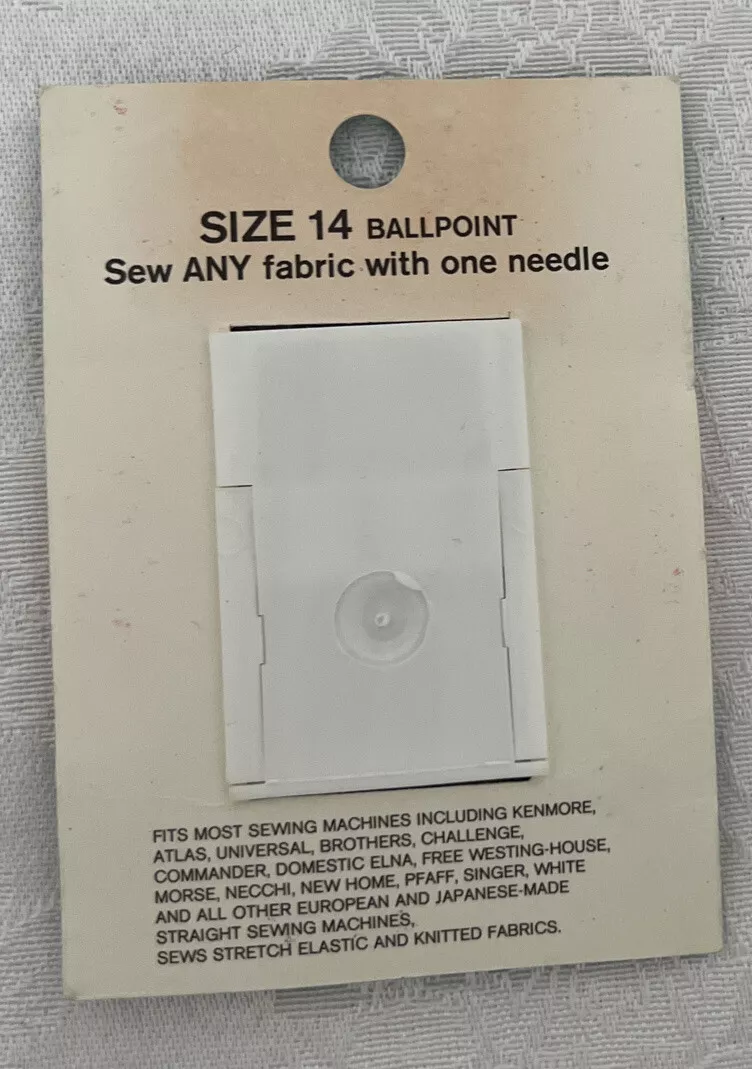 SIZE 14 BALLPOINT
Sew ANY fabric with one needle
FITS MOST SEWING MACHINES INCLUDING KENMORE,
ATLAS, UNIVERSAL, BROTHERS, CHALLENGE,
COMMANDER, DOMESTIC ELNA, FREE WESTING-HOUSE,
MORSE, NECCHI, NEW HOME, PFAFF, SINGER, WHITE
AND ALL OTHER EUROPEAN AND JAPANESE-MADE
STRAIGHT SEWING MACHINES,
SEWS STRETCH ELASTIC AND KNITTED FABRICS.